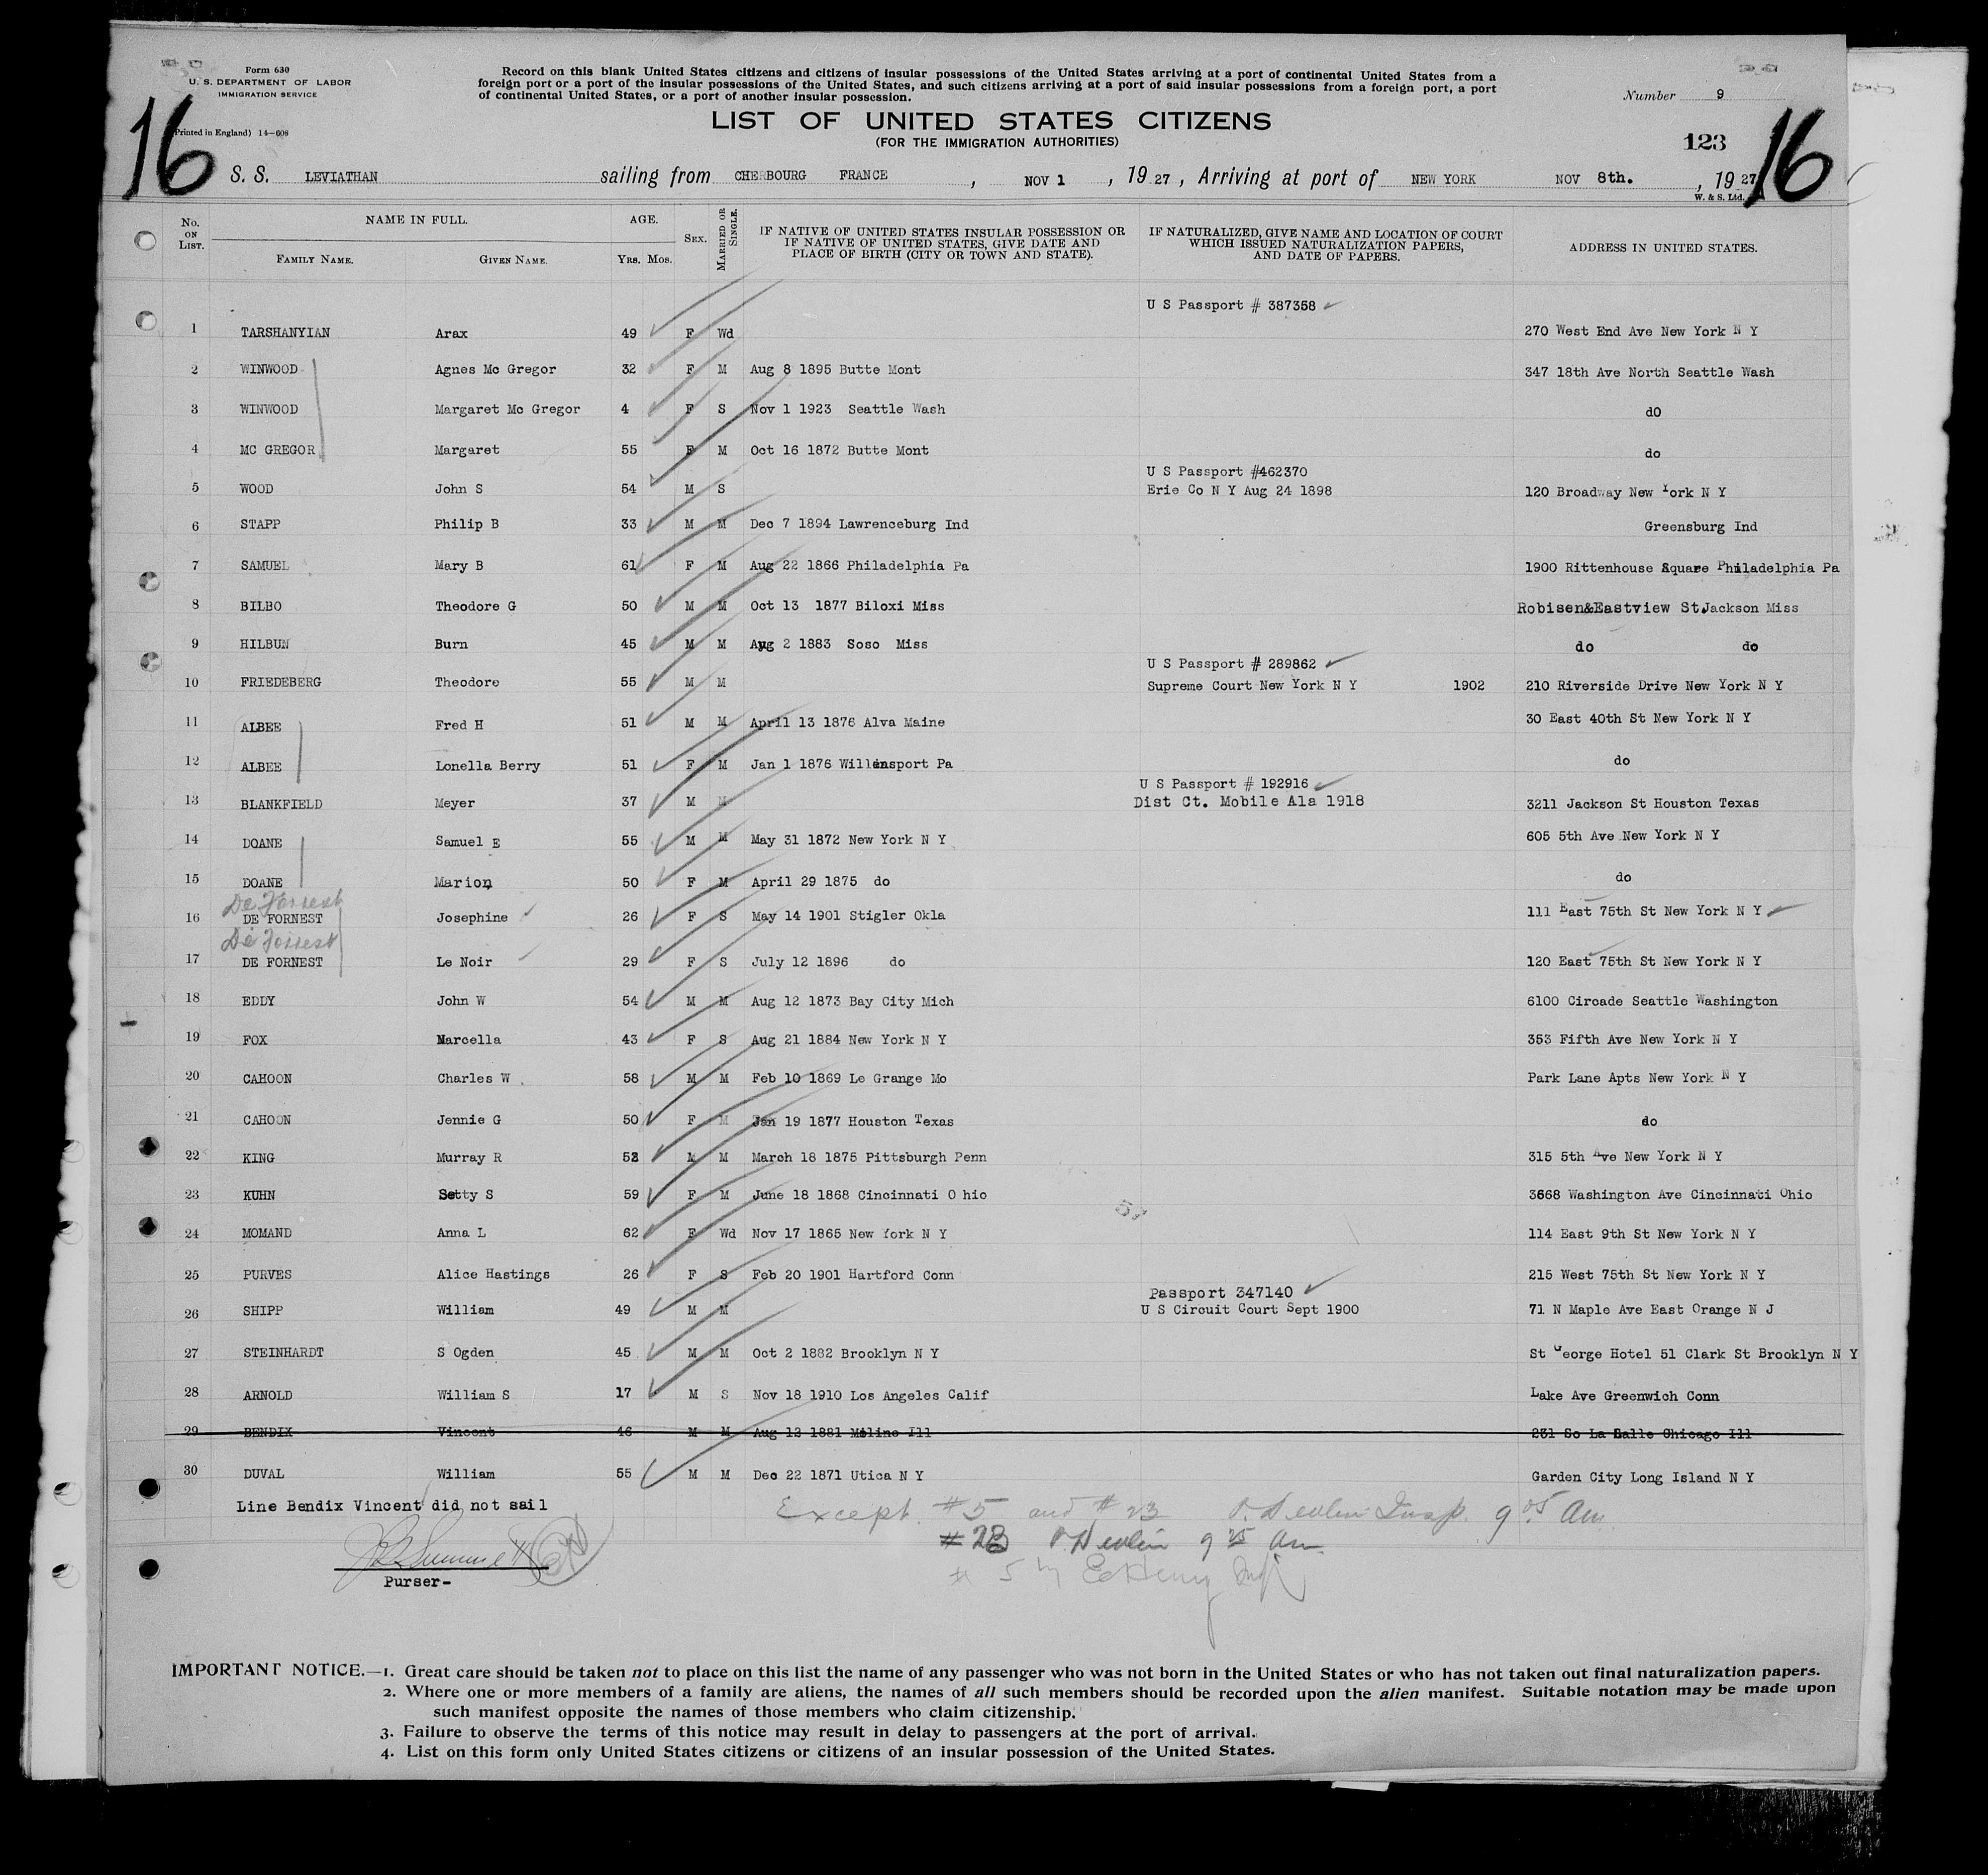 Form 630
U. S. DEPARTMENT OF LABOR
IMMIGRATION SERVICE
(Printed in England) 14—608
Record on this blank United States citizens and citizens of insular possessions of the United States arriving at a port of continental United States from a
foreign port or a port of the insular possessions of the United States, and such citizens arriving at a port of said insular possessions from a foreign port, a port
of continental United States, or a port of another insular possession.
Number 9
LIST OF UNITED STATES CITIZENS
(FOR THE IMMIGRATION AUTHORITIES)
123
16 16
S. S. LEVIATHAN sailing from CHERBOURG FRANCE , NOV 1 , 19 27 , Arriving at port of NEW YORK NOV 8th. , 19 27
W. & S. Ltd.
No. ON LIST. NAME IN FULL. FAMILY NAME. GIVEN NAME. AGE. YRS. MOS. SEX. MARRIED OR SINGLE. IF NATIVE OF UNITED STATES INSULAR POSSESSION OR IF NATIVE OF UNITED STATES, GIVE DATE AND PLACE OF BIRTH (CITY OR TOWN AND STATE). IF NATURALIZED, GIVE NAME AND LOCATION OF COURT WHICH ISSUED NATURALIZATION PAPERS, AND DATE OF PAPERS. ADDRESS IN UNITED STATES.
U S Passport # 387358
1 TARSHANYIAN Arax 49 F Wd 270 West End Ave New York N Y
2 WINWOOD Agnes Mc Gregor 32 F M Aug 8 1895 Butte Mont 347 18th Ave North Seattle Wash
3 WINWOOD Margaret Mc Gregor 4 F S Nov 1 1923 Seattle Wash dO
4 MC GREGOR Margaret 55 F M Oct 16 1872 Butte Mont do
U S Passport #462370
5 WOOD John S 54 M S Erie Co N Y Aug 24 1898 120 Broadway New York N Y
6 STAPP Philip B 33 M M Dec 7 1894 Lawrenceburg Ind Greensburg Ind
7 SAMUEL Mary B 61 F M Aug 22 1866 Philadelphia Pa 1900 Rittenhouse Square Philadelphia Pa
8 BILBO Theodore G 50 M M Oct 13 1877 Biloxi Miss Robisen&Eastview St.Jackson Miss
9 HILBUN Burn 45 M M Aug 2 1883 Soso Miss do do
U S Passport # 289862
10 FRIEDEBERG Theodore 55 M M Supreme Court New York N Y 1902 210 Riverside Drive New York N Y
11 ALBEE Fred H 51 M M April 13 1876 Alva Maine 30 East 40th St New York N Y
12 ALBEE Lonella Berry 51 F M Jan 1 1876 Williamsport Pa do
U S Passport # 192916
13 BLANKFIELD Meyer 37 M M Dist Ct. Mobile Ala 1918 3211 Jackson St Houston Texas
14 DOANE Samuel E 55 M M May 31 1872 New York N Y 605 5th Ave New York N Y
15 DOANE Marion 50 F M April 29 1875 do do
De Forrest
16 DE FORNEST Josephine 26 F S May 14 1901 Stigler Okla 111 East 75th St New York N Y
De Forrest
17 DE FORNEST Le Noir 29 F S July 12 1896 do 120 East 75th St New York N Y
18 EDDY John W 54 M M Aug 12 1873 Bay City Mich 6100 Circade Seattle Washington
19 FOX Marcella 43 F S Aug 21 1884 New York N Y 353 Fifth Ave New York N Y
20 CAHOON Charles W 58 M M Feb 10 1869 Le Grange Mo Park Lane Apts New York N Y
21 CAHOON Jennie G 50 F M Jan 19 1877 Houston Texas do
22 KING Murray R 52 M M March 18 1875 Pittsburgh Penn 315 5th Ave New York N Y
23 KUHN Setty S 59 F M June 18 1868 Cincinnati O hio 3668 Washington Ave Cincinnati Ohio
24 MOMAND Anna L 62 F Wd Nov 17 1865 New York N Y 114 East 9th St New York N Y
25 PURVES Alice Hastings 26 F S Feb 20 1901 Hartford Conn 215 West 75th St New York N Y
Passport 347140
26 SHIPP William 49 M M U S Circuit Court Sept 1900 71 N Maple Ave East Orange N J
27 STEINHARDT S Ogden 45 M M Oct 2 1882 Brooklyn N Y St George Hotel 51 Clark St Brooklyn N Y
28 ARNOLD William S 17 M S Nov 18 1910 Los Angeles Calif Lake Ave Greenwich Conn
29 BENDIX Vincent 46 M M Aug 12 1881 Moline Ill 231 So La Salle Chicago Ill
30 DUVAL William 55 M M Dec 22 1871 Utica N Y Garden City Long Island N Y
Line Bendix Vincent did not sail
Except #5 and #23 P. Devlin Insp. 9 05 Am.
#23 P. Devlin 9 25 Am
# 5
Purser-
IMPORTANT NOTICE.—1. Great care should be taken not to place on this list the name of any passenger who was not born in the United States or who has not taken out final naturalization papers.
2. Where one or more members of a family are aliens, the names of all such members should be recorded upon the alien manifest. Suitable notation may be made upon
such manifest opposite the names of those members who claim citizenship.
3. Failure to observe the terms of this notice may result in delay to passengers at the port of arrival.
4. List on this form only United States citizens or citizens of an insular possession of the United States.